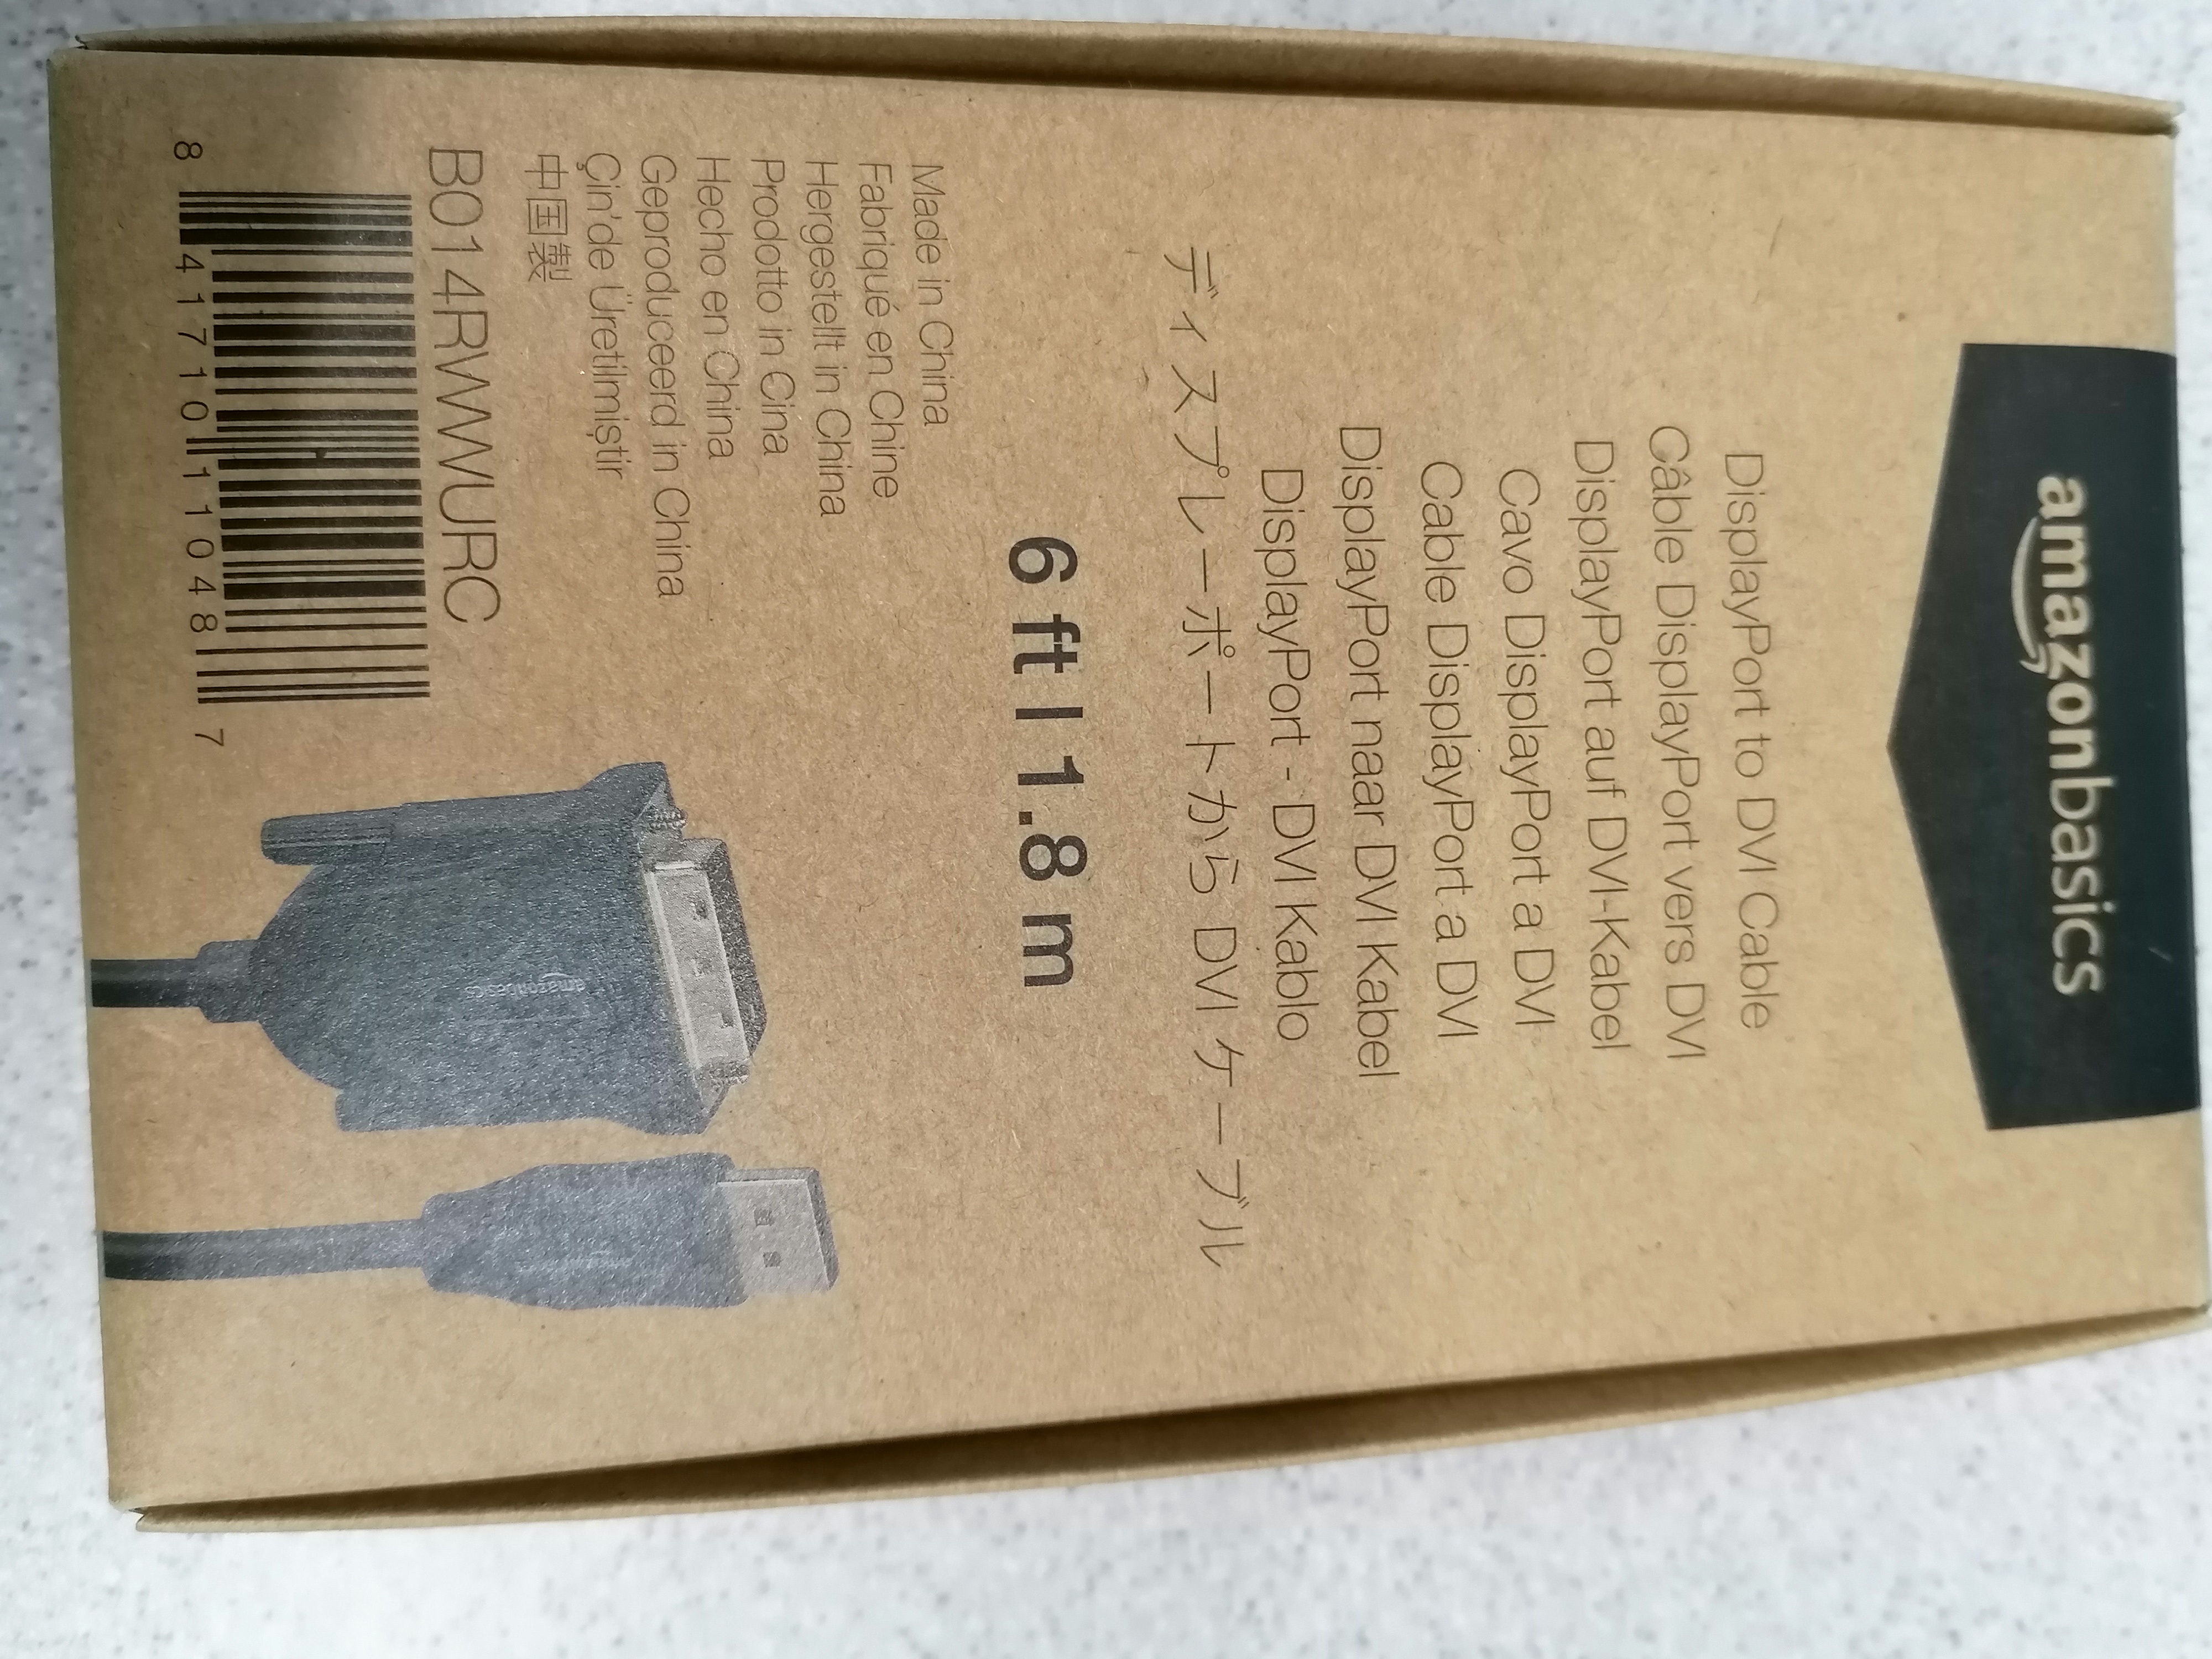 amazonbasics
DisplayPort to DVI Cable
Câble DisplayPort vers DVI
DisplayPort auf DVI-Kabel
Cavo DisplayPort a DVI
Cable DisplayPort a DVI
DisplayPort naar DVI Kabel
DisplayPort - DVI Kablo
ディスプレーポートから DVI ケーブル
6 ft | 1.8 m
Made in China
Fabriqué en Chine
Hergestellt in China
Prodotto in Cina
Hecho en China
Geproduceerd in China
Çin'de Üretilmiştir
中国製
B014RWWURC
8 41710 11048 7
amazonbasics